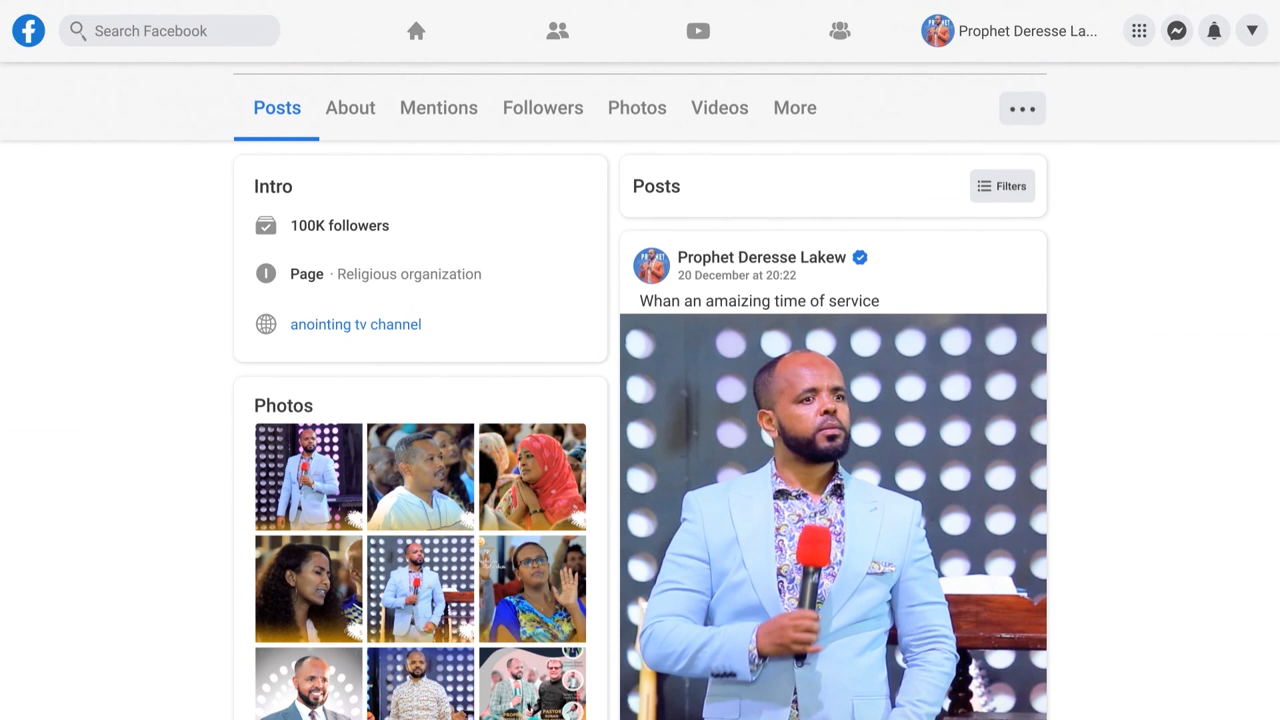 Search Facebook
Prophet Deresse La...
Posts About Mentions Followers Photos Videos More
Intro
100K followers
Page · Religious organization
anointing tv channel
Photos
Posts
Filters
Prophet Deresse Lakew
20 December at 20:22
Whan an amaizing time of service